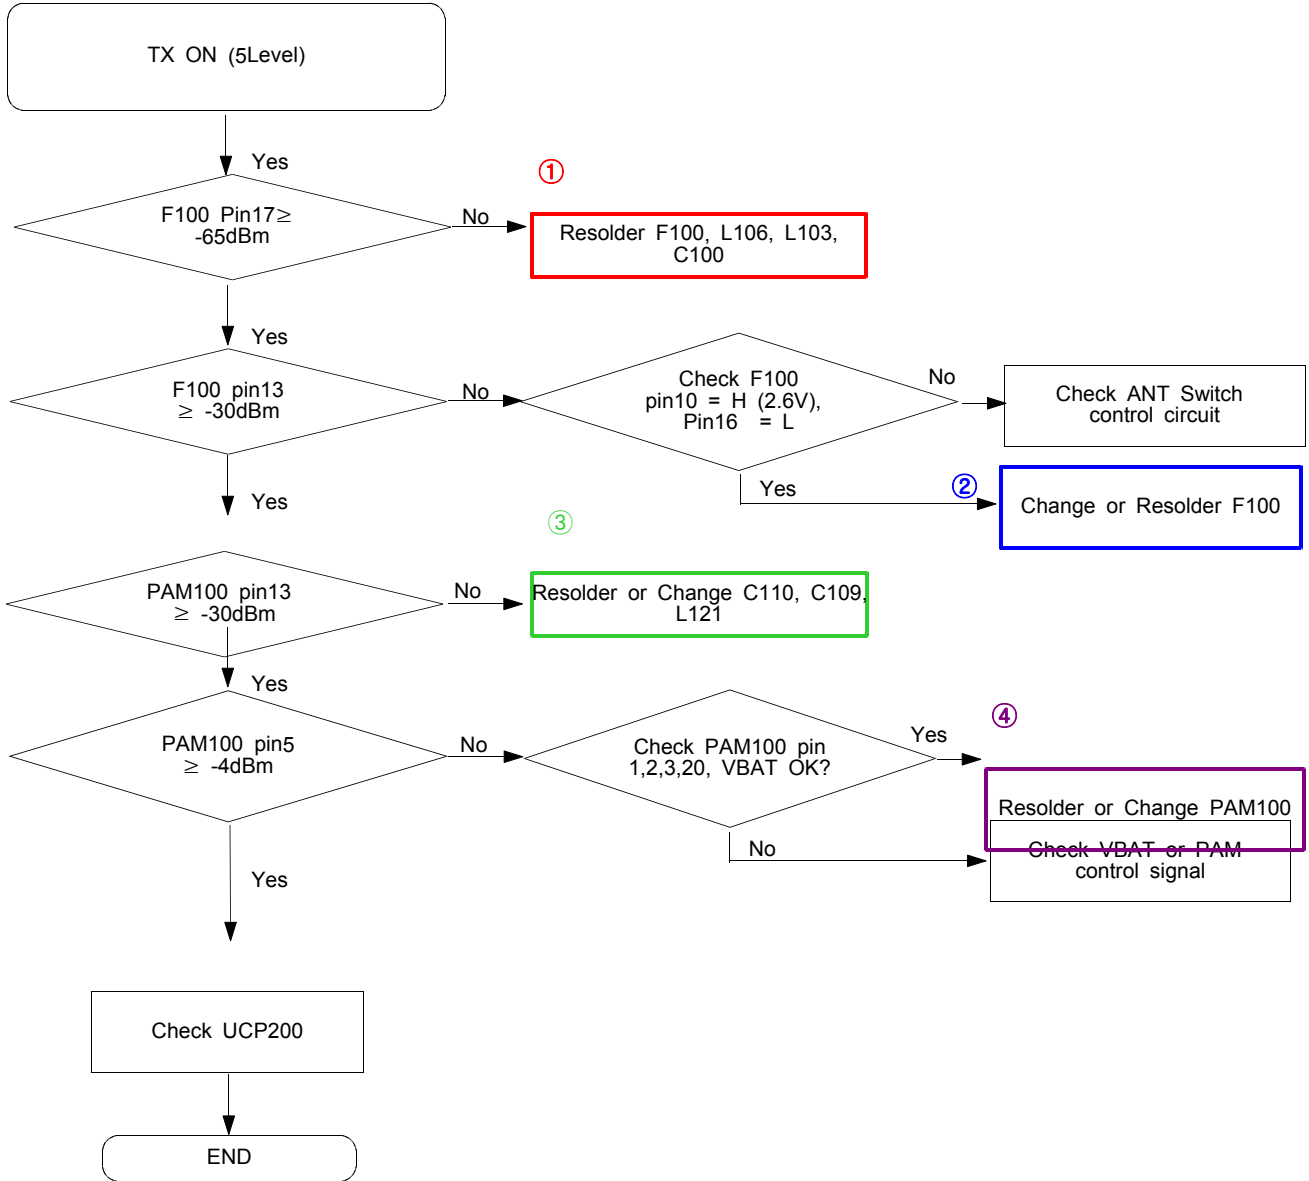 TX ON (5Level)
Yes
①
F100 Pin17≥
-65dBm
No
Resolder F100, L106, L103,
C100
Yes
F100 pin13
≥ -30dBm
No
Check F100
pin10 = H (2.6V),
Pin16 = L
No
Check ANT Switch
control circuit
Yes
Yes
②
Change or Resolder F100
③
PAM100 pin13
≥ -30dBm
No
Resolder or Change C110, C109,
L121
Yes
PAM100 pin5
≥ -4dBm
No
Check PAM100 pin
1,2,3,20, VBAT OK?
Yes
④
Resolder or Change PAM100
No
Check VBAT or PAM
control signal
Yes
Check UCP200
END